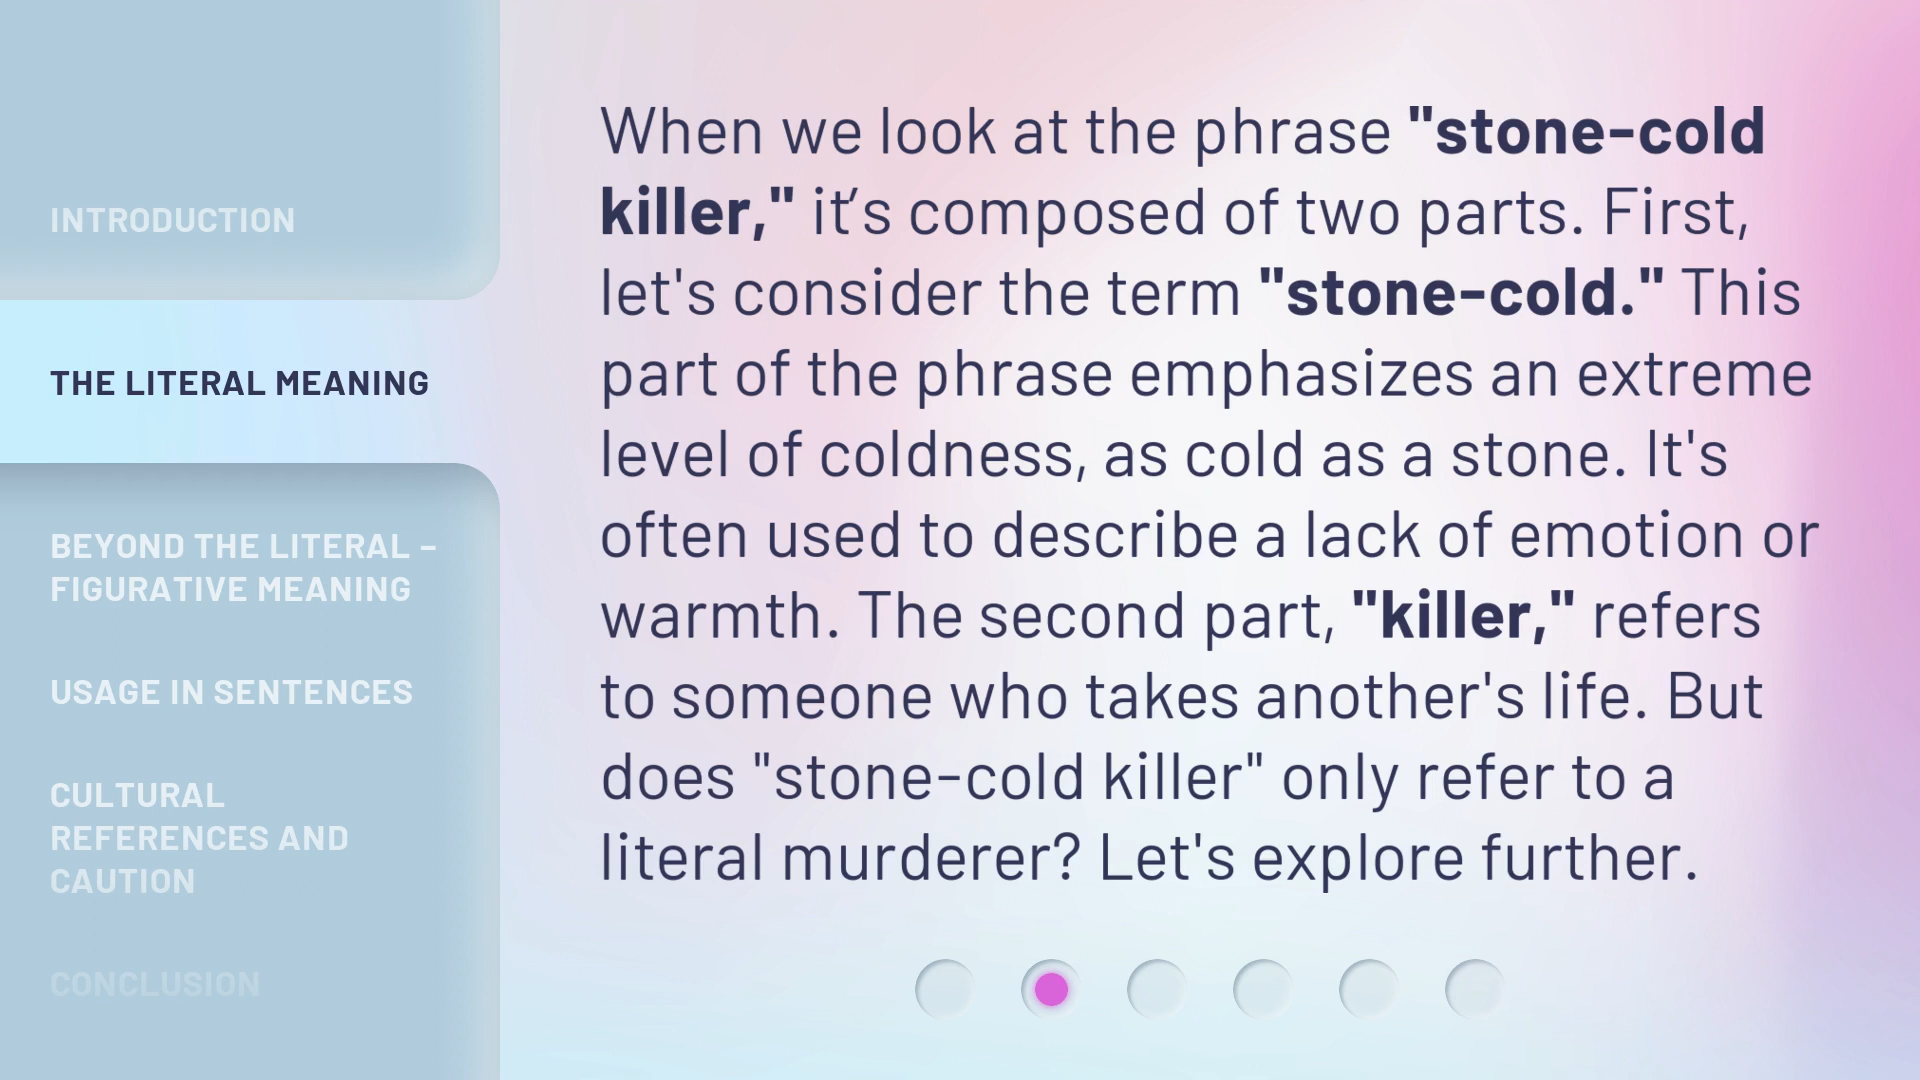 INTRODUCTION
THE LITERAL MEANING
BEYOND THE LITERAL –
FIGURATIVE MEANING
USAGE IN SENTENCES
CULTURAL
REFERENCES AND
CAUTION
CONCLUSION
When we look at the phrase "stone-cold
killer," it’s composed of two parts. First,
let's consider the term "stone-cold." This
part of the phrase emphasizes an extreme
level of coldness, as cold as a stone. It's
often used to describe a lack of emotion or
warmth. The second part, "killer," refers
to someone who takes another's life. But
does "stone-cold killer" only refer to a
literal murderer? Let's explore further.